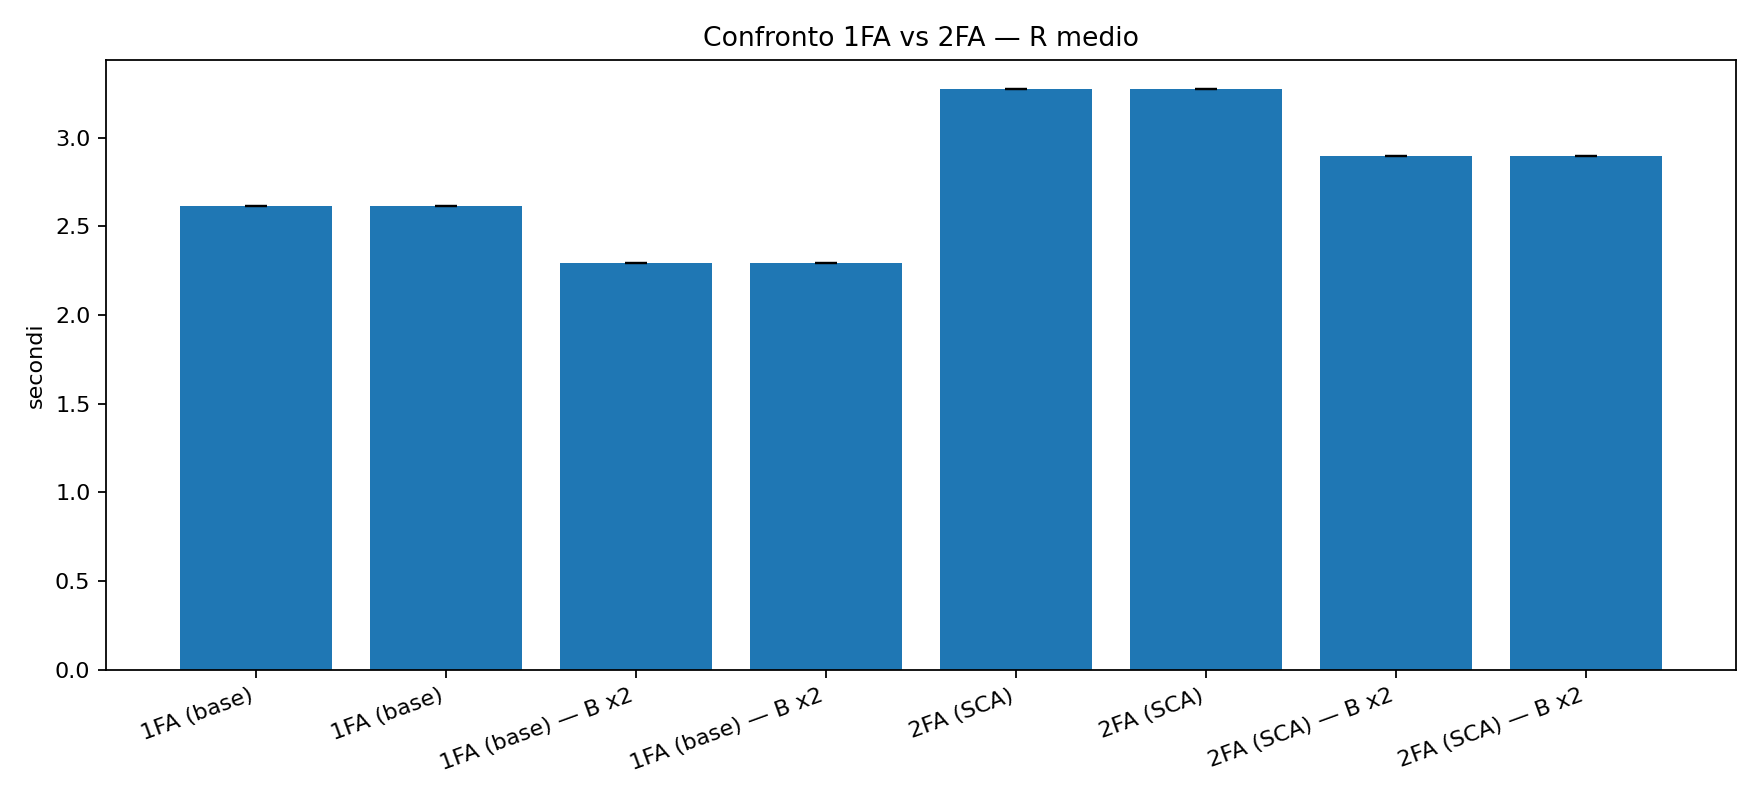 Confronto 1FA vs 2FA — R medio
secondi
3.0
2.5
2.0
1.5
1.0
0.5
0.0
1FA (base)
1FA (base)
1FA (base) — B x2
1FA (base) — B x2
2FA (SCA)
2FA (SCA)
2FA (SCA) — B x2
2FA (SCA) — B x2